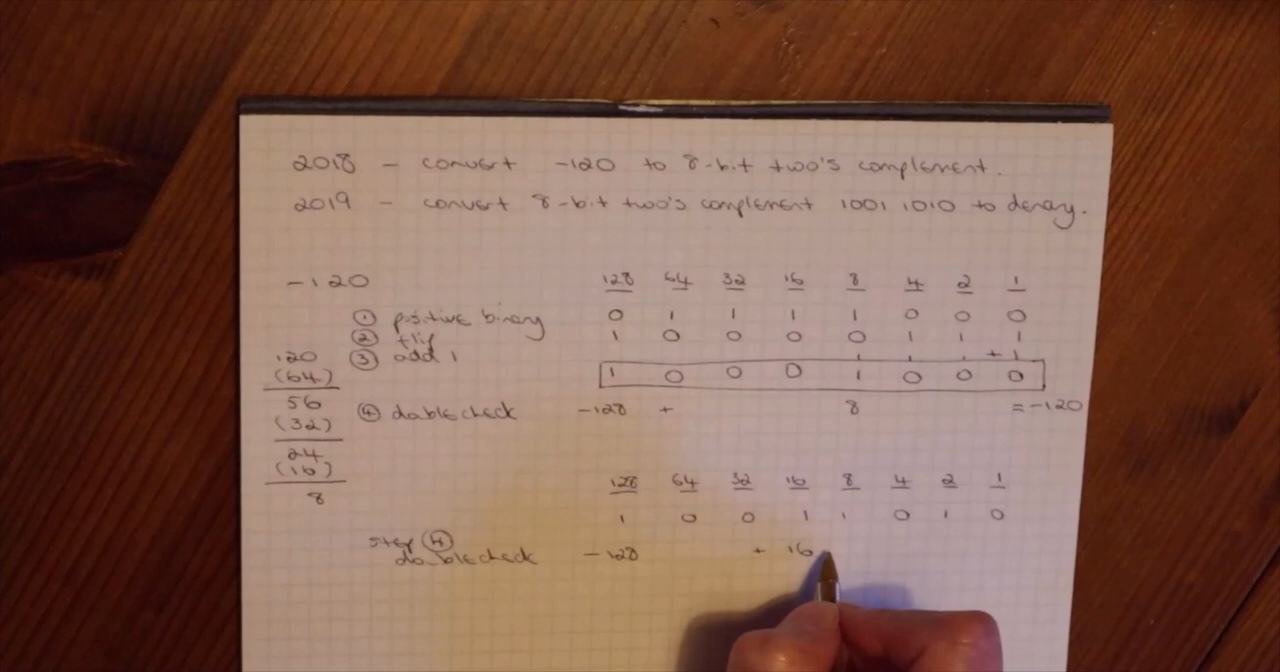 2018 - convert -120 to 8-bit two's complement.
2019 - convert 8-bit two's complement 1001 1010 to denary.
-120 128 64 32 16 8 4 2 1
① positive binary 0 1 1 1 1 0 0 0
② flip 1 0 0 0 0 1 1 1
120 ③ add 1 + 1
(64) 1 0 0 0 1 0 0 0
56 ④ doublecheck -128 + 8 = -120
(32)
24
(16) 128 64 32 16 8 4 2 1
8
1 0 0 1 1 0 1 0
step ④
doublecheck -128 + 16